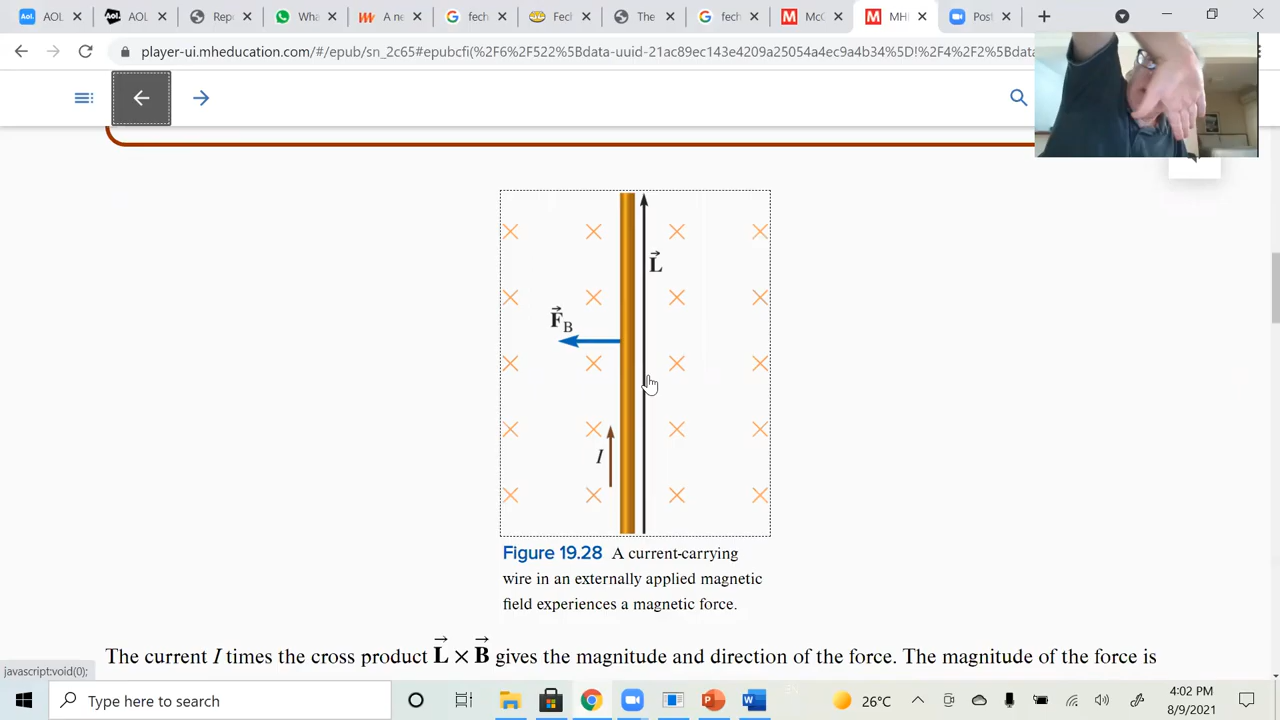 AOL
AOL
Rep
Wha
A ne
fech
Fecl
The
fech
Mc
MHI
Post
player-ui.mheducation.com/#/epub/sn_2c65#epubcfi(%2F6%2F522%5Bdata-uuid-21ac89ec143e4209a25054a4ec9a4b34%5D!%2F4%2F2%5Bdata
L
F B
I
Figure 19.28 A current-carrying
wire in an externally applied magnetic
field experiences a magnetic force.
The current I times the cross product L × B gives the magnitude and direction of the force. The magnitude of the force is
javascript:void(0);
Type here to search
26°C
4:02 PM
8/9/2021